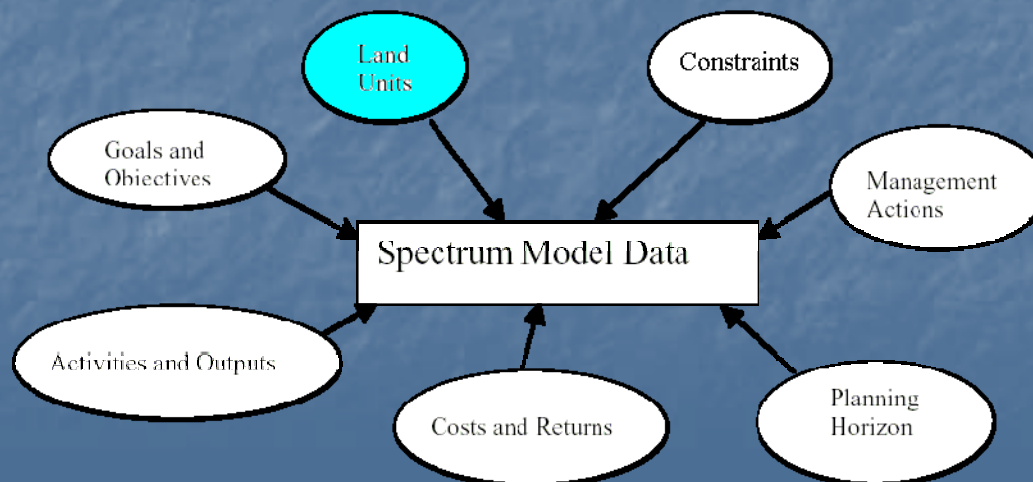 Land
Units
Constraints
Goals and
Objectives
Management
Actions
Spectrum Model Data
Activities and Outputs
Costs and Returns
Planning
Horizon